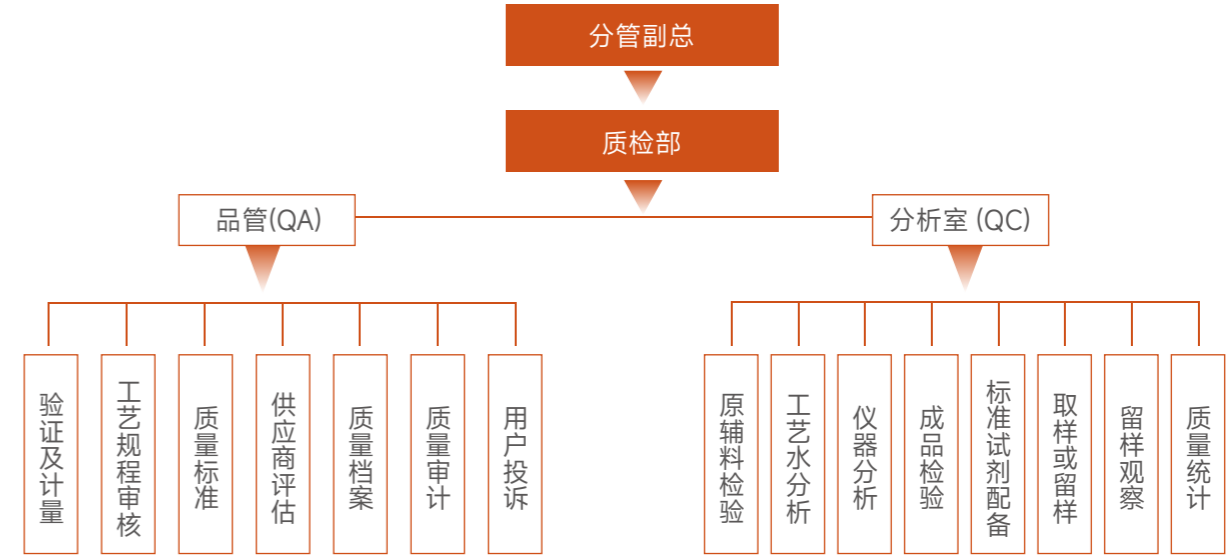 分管副总
质检部
品管(QA)
分析室 (QC)
验证及计量
工艺规程审核
质量标准
供应商评估
质量档案
质量审计
用户投诉
原辅料检验
工艺水分析
仪器分析
成品检验
标准试剂配备
取样或留样
留样观察
质量统计